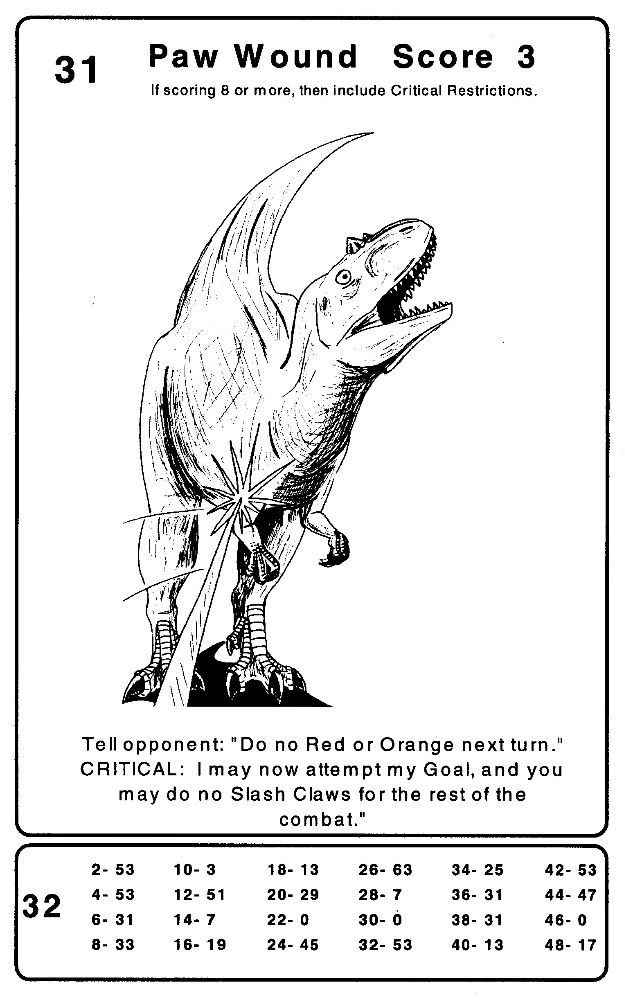 31 Paw Wound Score 3
If scoring 8 or more, then include Critical Restrictions.
Tell opponent: "Do no Red or Orange next turn."
CRITICAL: I may now attempt my Goal, and you
may do no Slash Claws for the rest of the
combat."
32
2- 53 10- 3 18- 13 26- 63 34- 25 42- 53
4- 53 12- 51 20- 29 28- 7 36- 31 44- 47
6- 31 14- 7 22- 0 30- 0 38- 31 46- 0
8- 33 16- 19 24- 45 32- 53 40- 13 48- 17